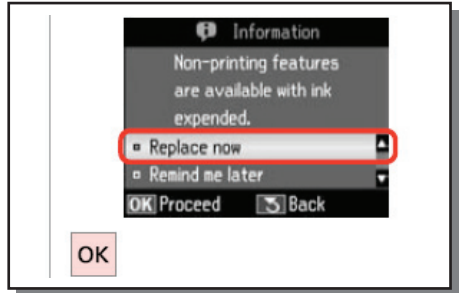 Information
Non-printing features
are available with ink
expended.
Replace now
Remind me later
OK Proceed Back
OK